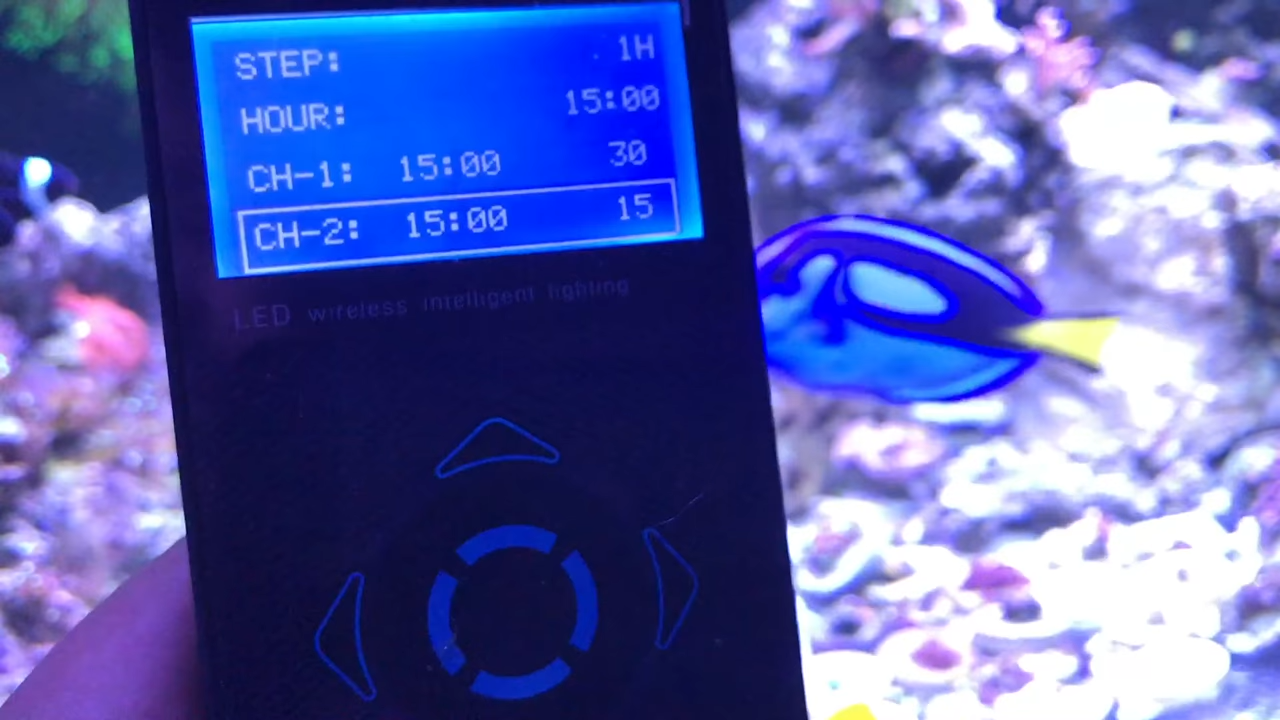 STEP: 1H
HOUR: 15:00
CH-1: 15:00 30
CH-2: 15:00 15
LED wireless intelligent lighting